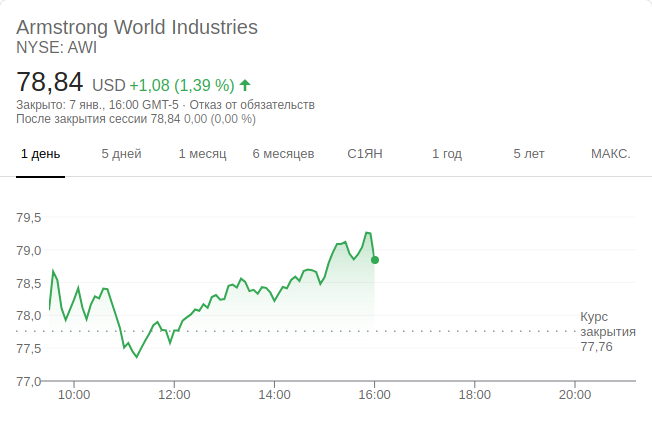 Armstrong World Industries
NYSE: AWI
78,84 USD +1,08 (1,39 %)
Закрыто: 7 янв., 16:00 GMT-5 · Отказ от обязательств
После закрытия сессии 78,84 0,00 (0,00 %)
1 день 5 дней 1 месяц 6 месяцев С1ЯН 1 год 5 лет МАКС.
79,5
79,0
78,5
78,0
77,5
77,0
Курс
закрытия
77,76
10:00 12:00 14:00 16:00 18:00 20:00